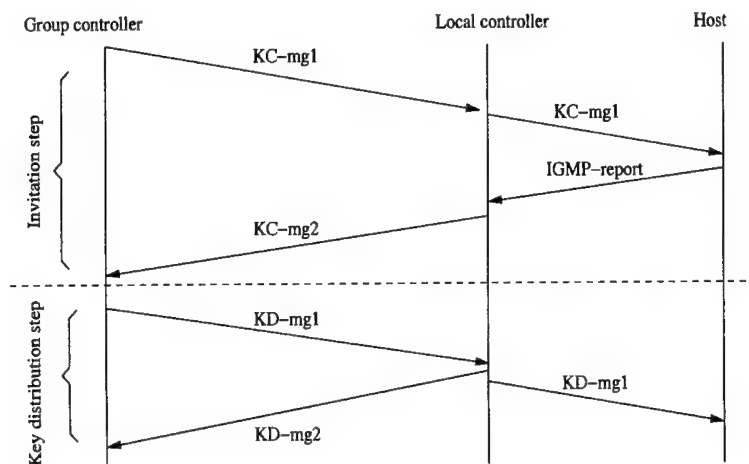 Group controller
Local controller
Host
KC-mg1
KC-mg1
Invitation step
IGMP-report
KC-mg2
KD-mg1
KD-mg1
Key distribution step
KD-mg2